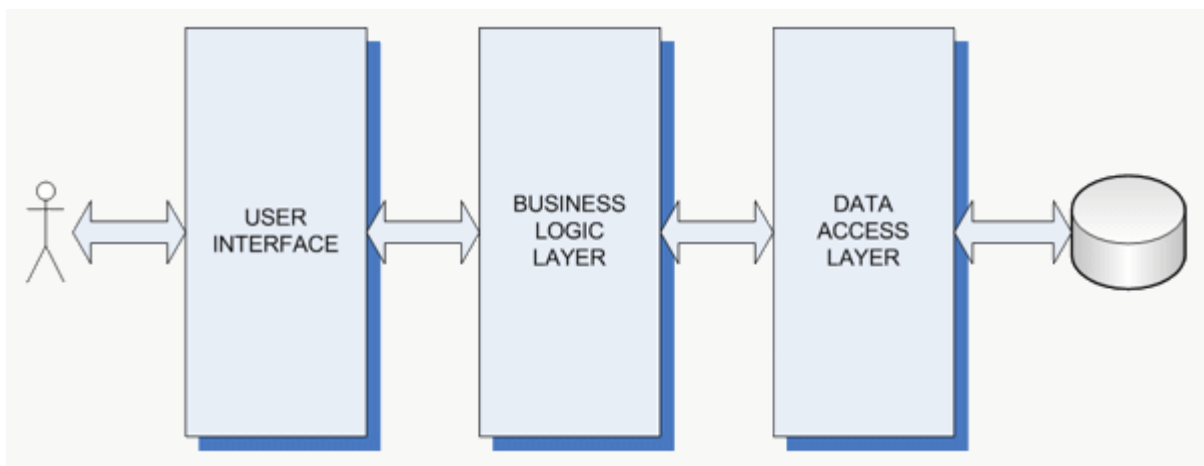 USER
INTERFACE
BUSINESS
LOGIC
LAYER
DATA
ACCESS
LAYER